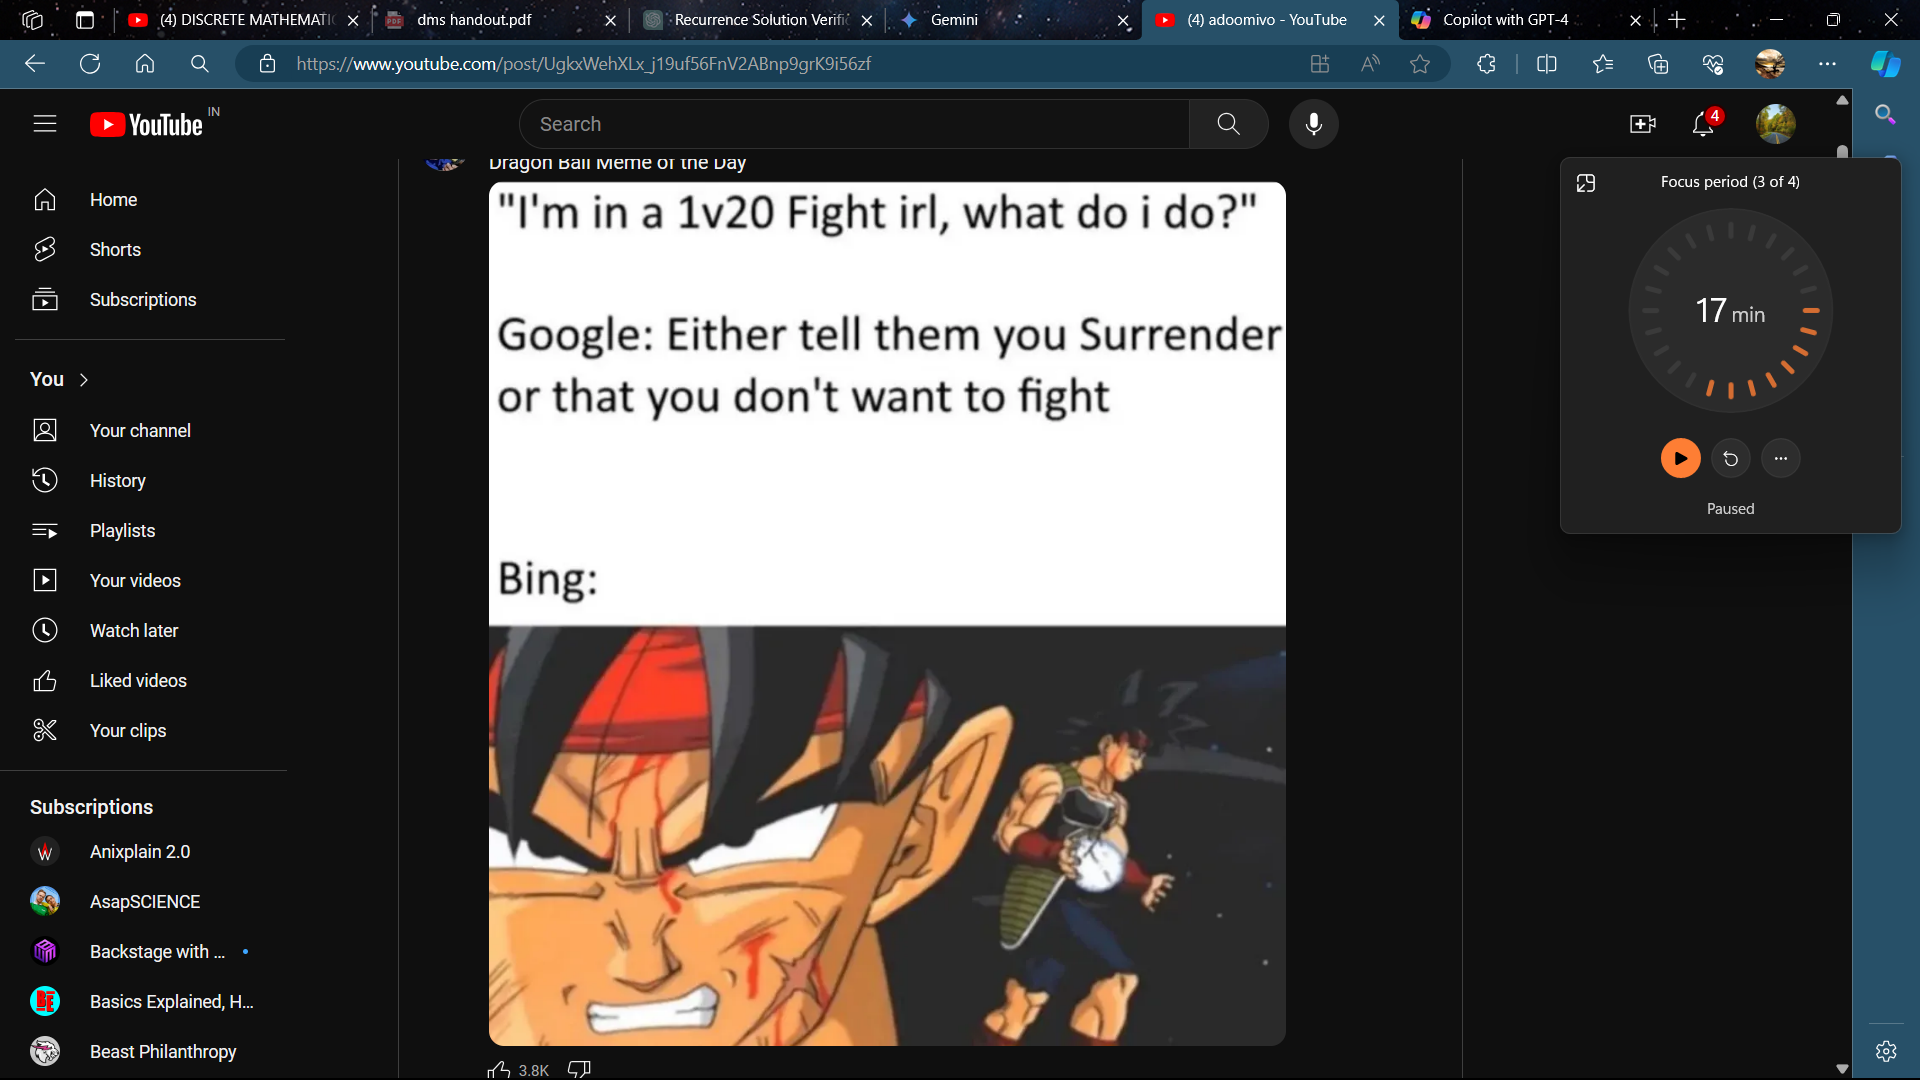 (4) DISCRETE MATHEMATI
dms handout.pdf
Recurrence Solution Verific
Gemini
(4) adoomivo - YouTube
Copilot with GPT-4
https://www.youtube.com/post/UgkxWehXLx_j19uf56FnV2ABnp9grK9i56zf
YouTube IN
Search
4
Home
Shorts
Subscriptions
You
Your channel
History
Playlists
Your videos
Watch later
Liked videos
Your clips
Subscriptions
Anixplain 2.0
AsapSCIENCE
Backstage with ...
Basics Explained, H...
Beast Philanthropy
Dragon Ball Meme of the Day
"I'm in a 1v20 Fight irl, what do i do?"
Google: Either tell them you Surrender
or that you don't want to fight
Bing:
3.8K
Focus period (3 of 4)
17 min
Paused